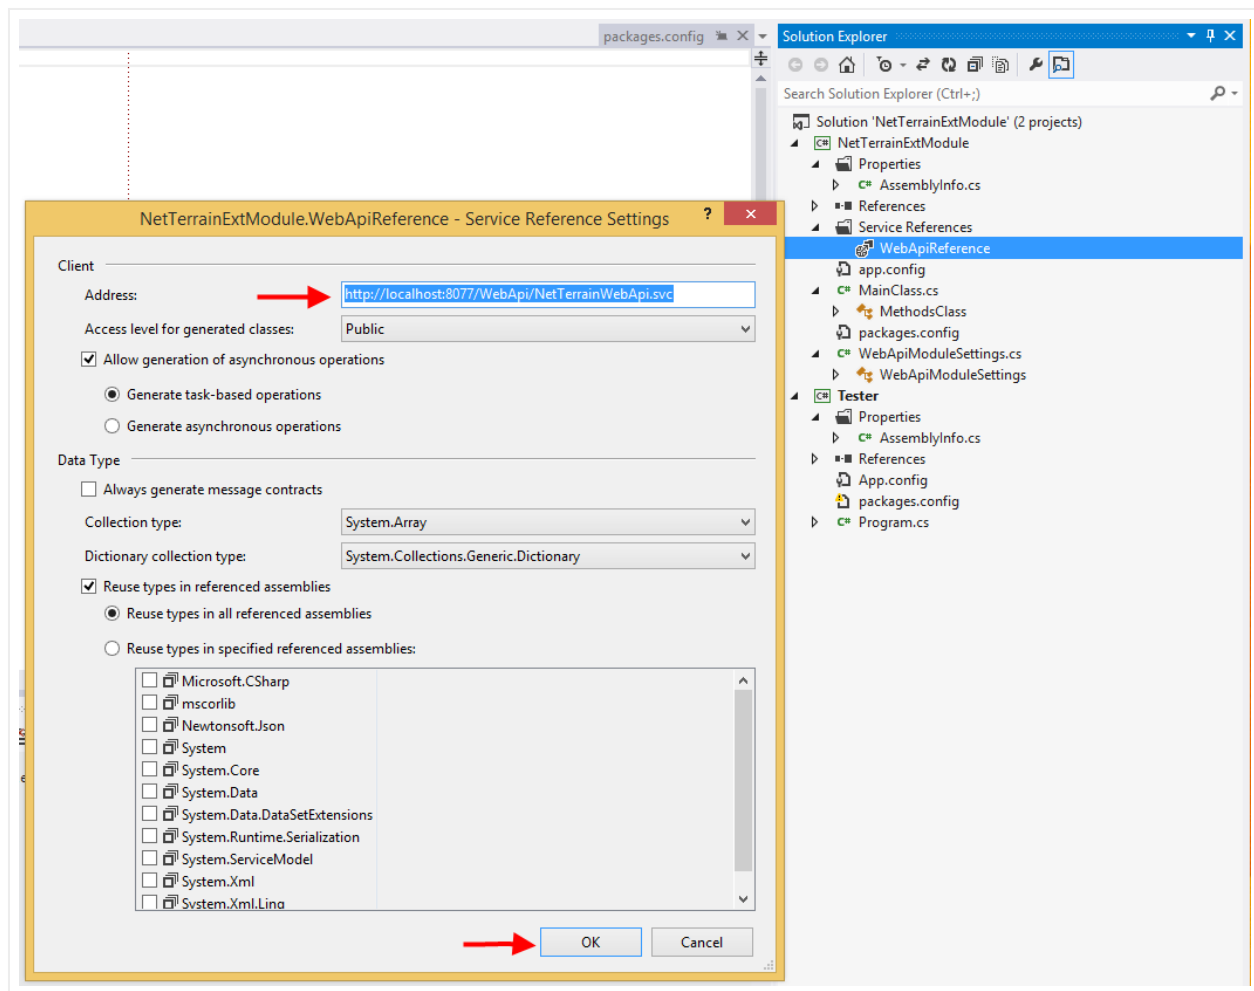 packages.config
Solution Explorer
Search Solution Explorer (Ctrl+;)
Solution 'NetTerrainExtModule' (2 projects)
C# NetTerrainExtModule
Properties
C# AssemblyInfo.cs
References
Service References
WebApiReference
app.config
C# MainClass.cs
MethodsClass
packages.config
C# WebApiModuleSettings.cs
WebApiModuleSettings
C# Tester
Properties
C# AssemblyInfo.cs
References
App.config
packages.config
C# Program.cs
NetTerrainExtModule.WebApiReference - Service Reference Settings ?
Client
Address: http://localhost:8077/WebApi/NetTerrainWebApi.svc
Access level for generated classes: Public
Allow generation of asynchronous operations
Generate task-based operations
Generate asynchronous operations
Data Type
Always generate message contracts
Collection type: System.Array
Dictionary collection type: System.Collections.Generic.Dictionary
Reuse types in referenced assemblies
Reuse types in all referenced assemblies
Reuse types in specified referenced assemblies:
Microsoft.CSharp
mscorlib
Newtonsoft.Json
System
System.Core
System.Data
System.Data.DataSetExtensions
System.Runtime.Serialization
System.ServiceModel
System.Xml
System.Xml.Linq
OK Cancel